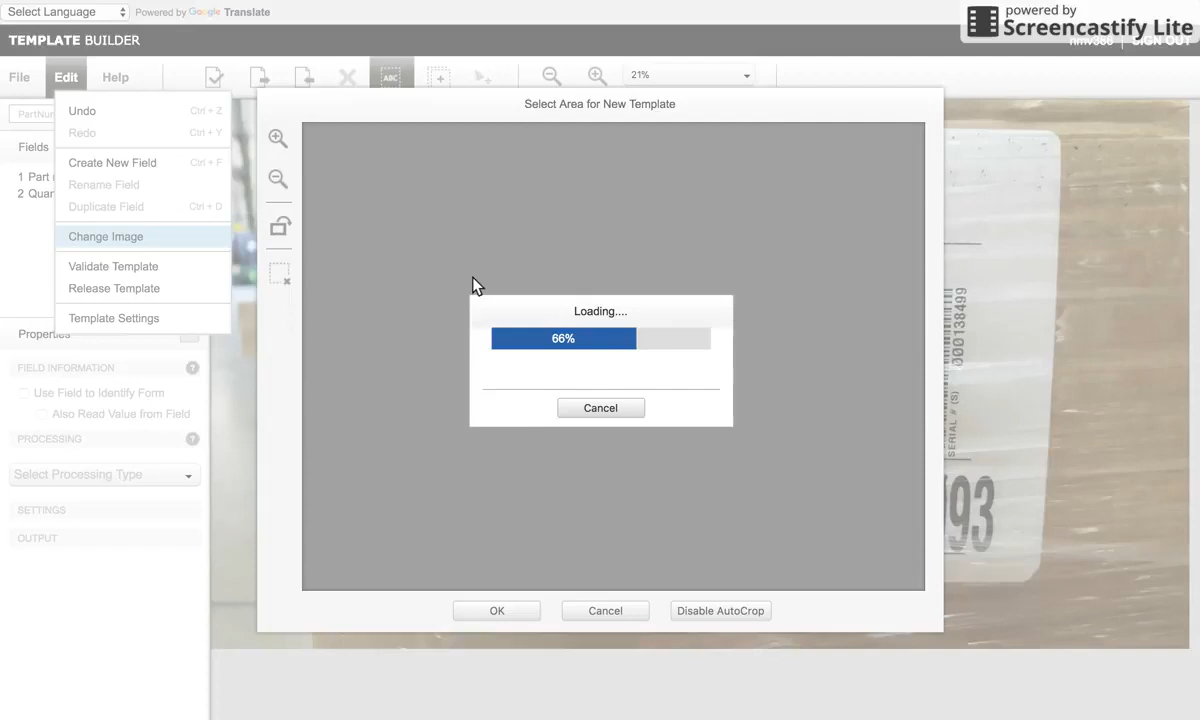 Select Language Powered by Google Translate
powered by
Screencastify Lite
TEMPLATE BUILDER
nmv386 SIGN OUT
File Edit Help ABC 21%
Select Area for New Template
Undo Ctrl + Z
Redo Ctrl + Y
Create New Field Ctrl + F
Rename Field
Duplicate Field Ctrl + D
Change Image
Validate Template
Release Template
Template Settings
PartNum
Fields
1 Part
2 Quan
Properties
FIELD INFORMATION ?
Use Field to Identify Form
Also Read Value from Field
PROCESSING ?
Select Processing Type
SETTINGS
OUTPUT
Loading....
66%
Cancel
OK Cancel Disable AutoCrop
SERIAL # (S)
000138499
93